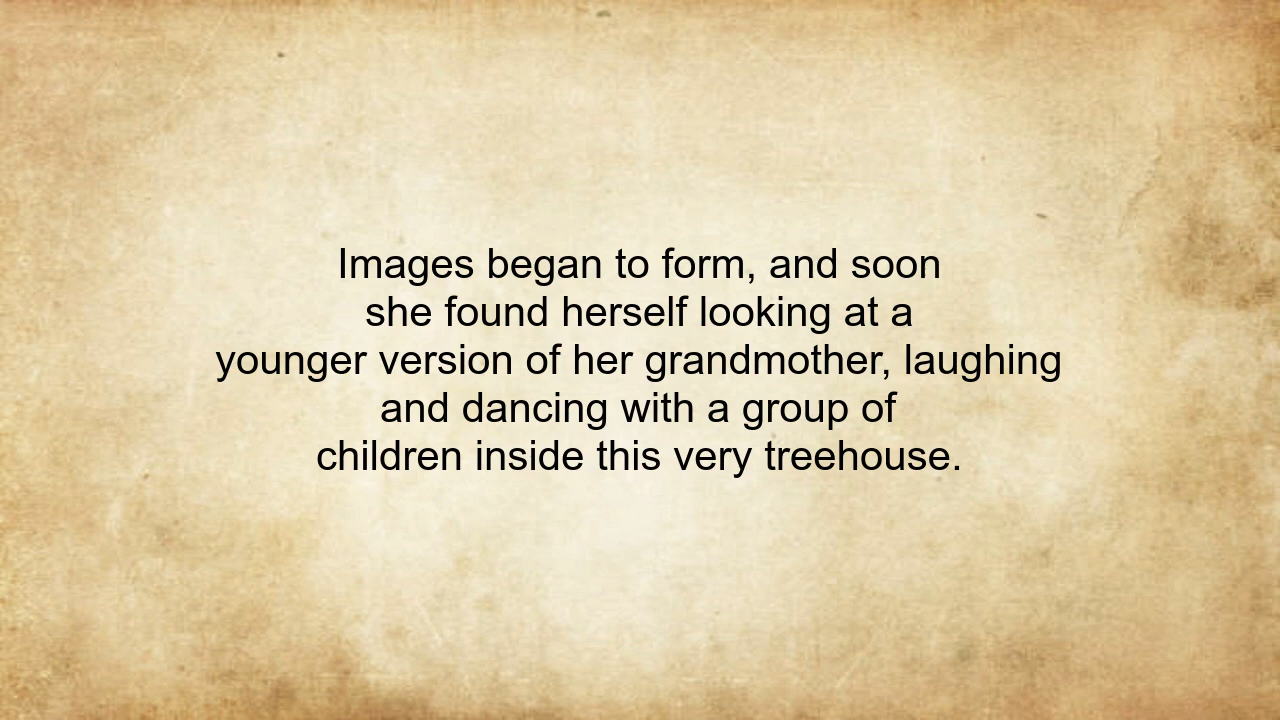 Images began to form, and soon
she found herself looking at a
younger version of her grandmother, laughing
and dancing with a group of
children inside this very treehouse.